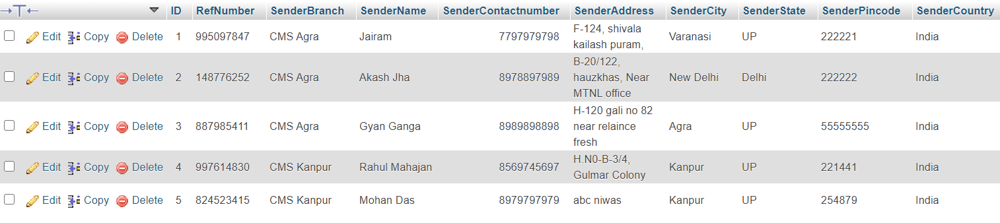 ID RefNumber SenderBranch SenderName SenderContactnumber SenderAddress SenderCity SenderState SenderPincode SenderCountry
Edit Copy Delete 1 995097847 CMS Agra Jairam 7797979798 F-124, shivala kailash puram, Varanasi UP 222221 India
Edit Copy Delete 2 148776252 CMS Agra Akash Jha 8978897989 B-20/122, hauzkhas, Near MTNL office New Delhi Delhi 222222 India
Edit Copy Delete 3 887985411 CMS Agra Gyan Ganga 8989898898 H-120 gali no 82 near relaince fresh Agra UP 55555555 India
Edit Copy Delete 4 997614830 CMS Kanpur Rahul Mahajan 8569745697 H.N0-B-3/4, Gulmar Colony Kanpur UP 221441 India
Edit Copy Delete 5 824523415 CMS Kanpur Mohan Das 8979797979 abc niwas Kanpur UP 254879 India